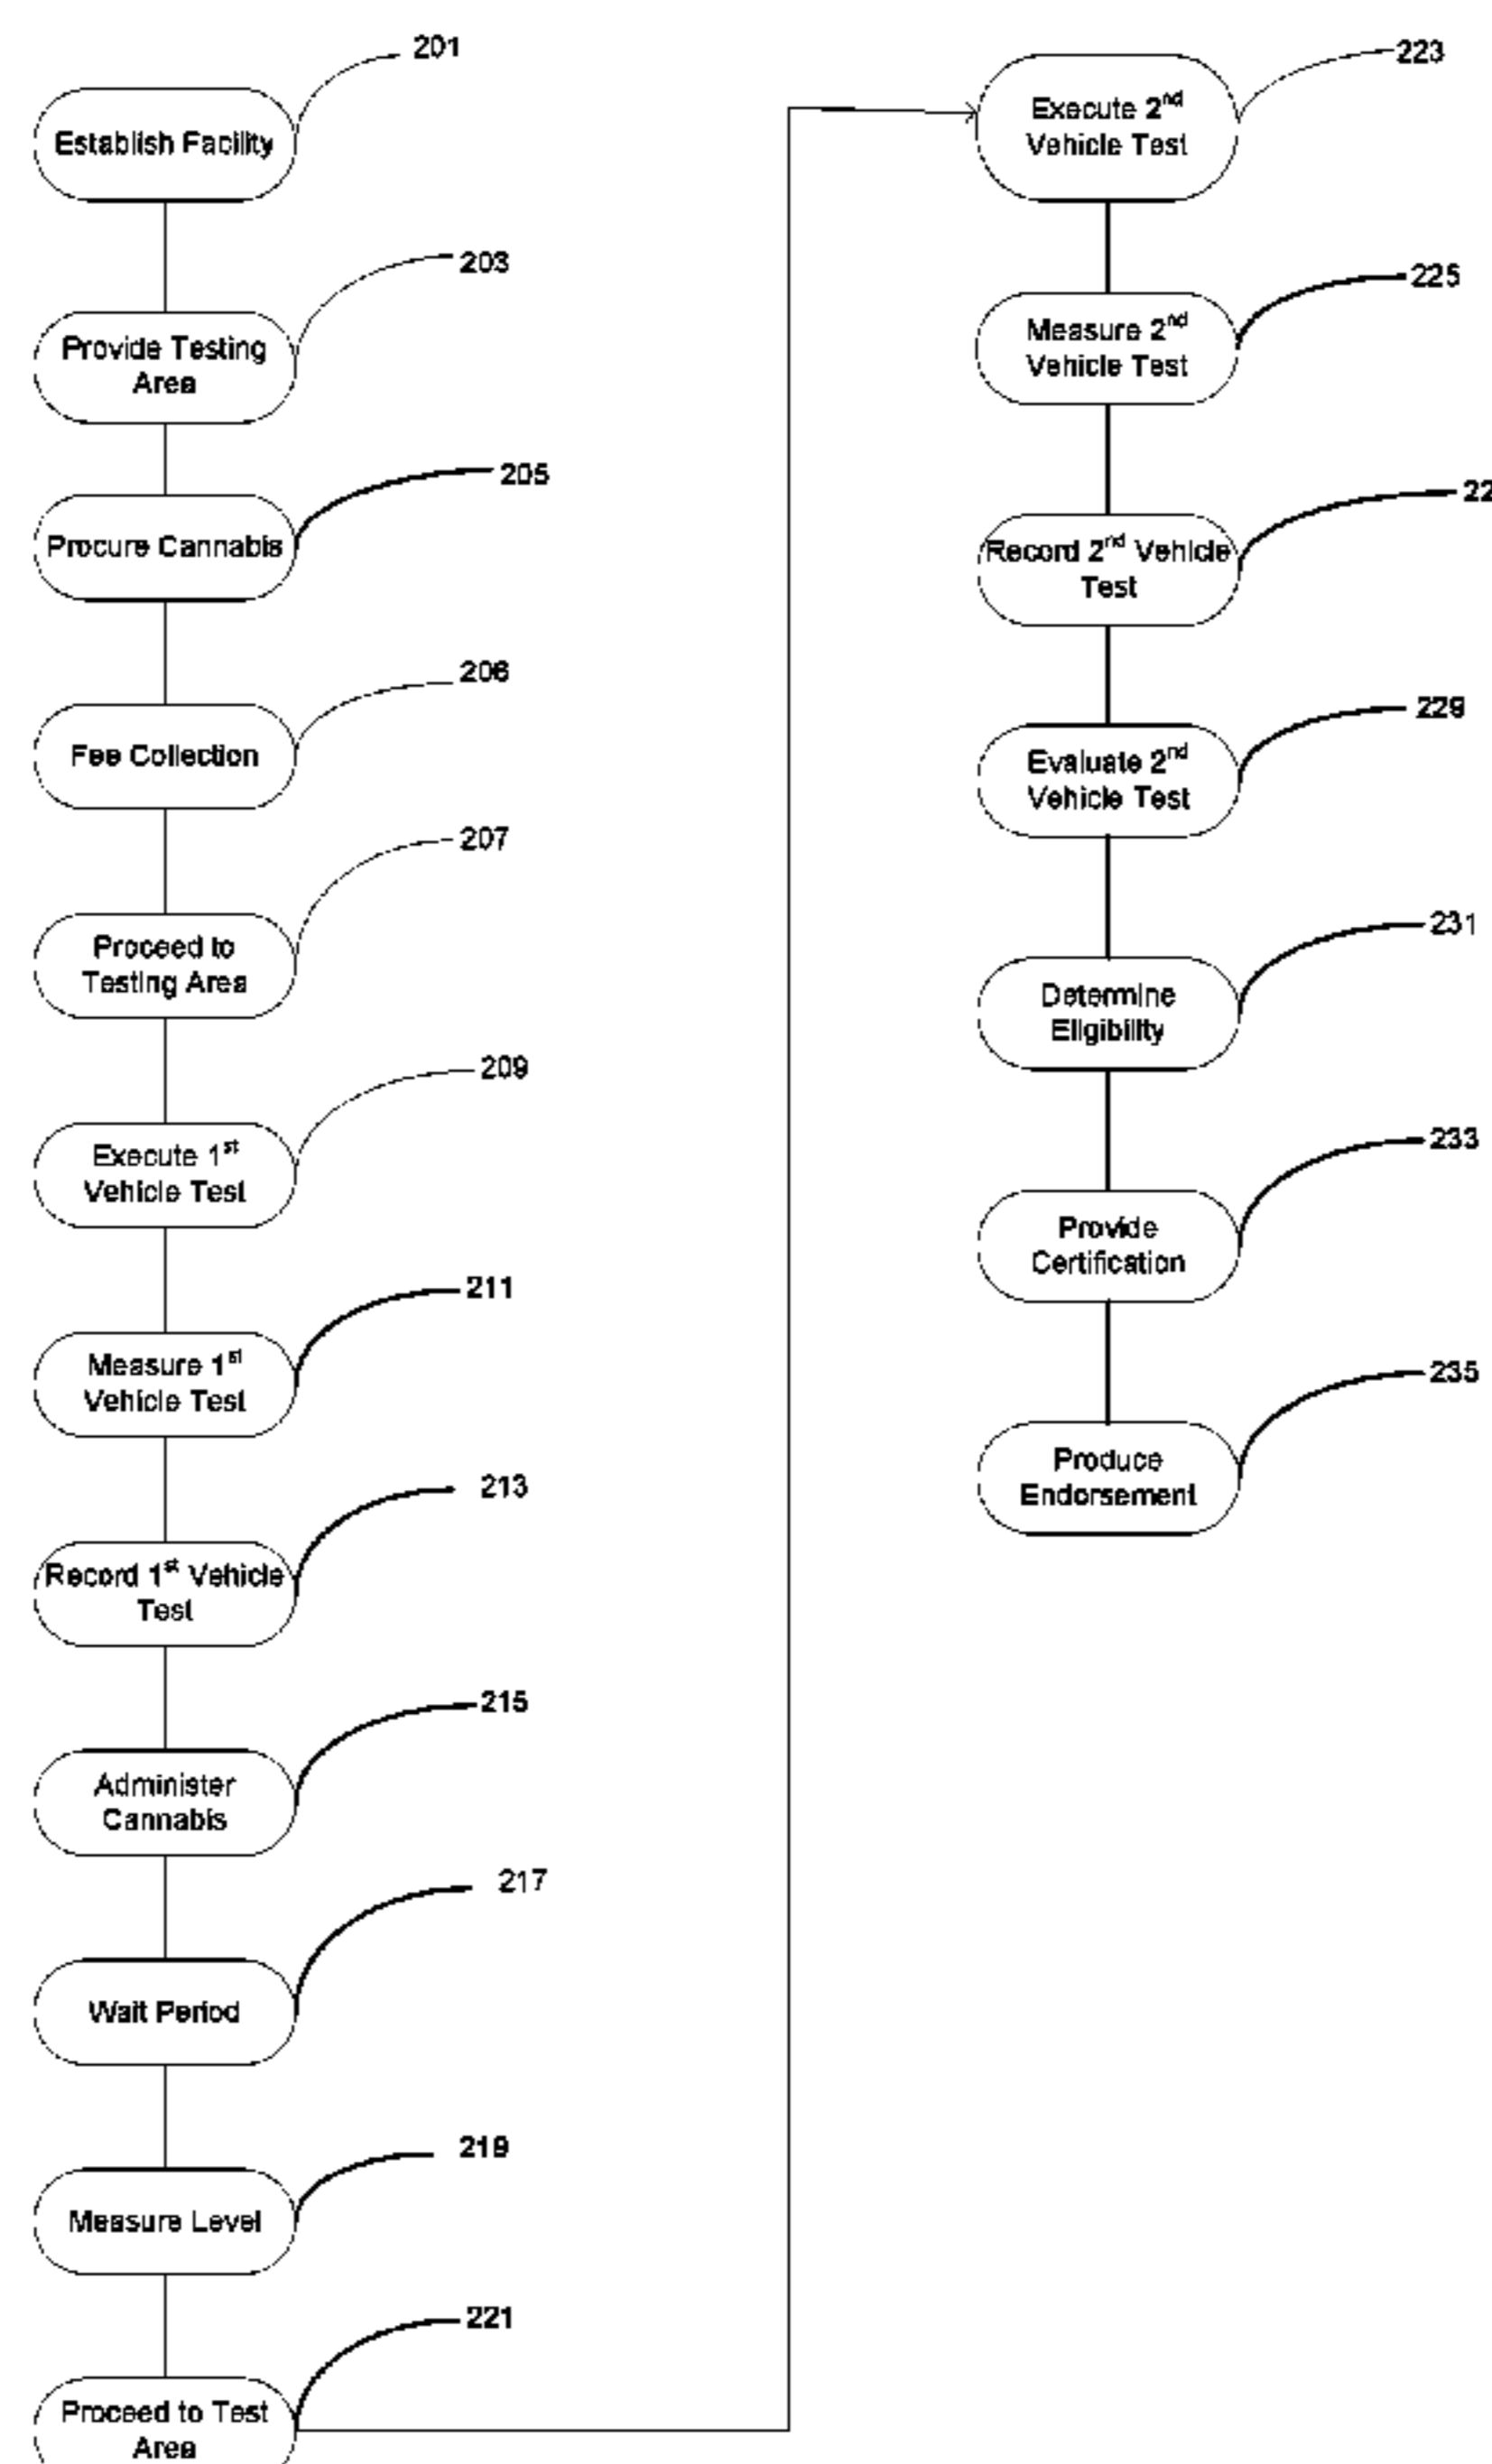 201
Establish Facility
203
Provide Testing
Area
205
Procure Cannabis
206
Fee Collection
207
Proceed to
Testing Area
209
Execute 1st
Vehicle Test
211
Measure 1st
Vehicle Test
213
Record 1st Vehicle
Test
215
Administer
Cannabis
217
Wait Period
219
Measure Level
221
Proceed to Test
Area
223
Execute 2nd
Vehicle Test
225
Measure 2nd
Vehicle Test
22
Record 2nd Vehicle
Test
229
Evaluate 2nd
Vehicle Test
231
Determine
Eligibility
233
Provide
Certification
235
Produce
Endorsement